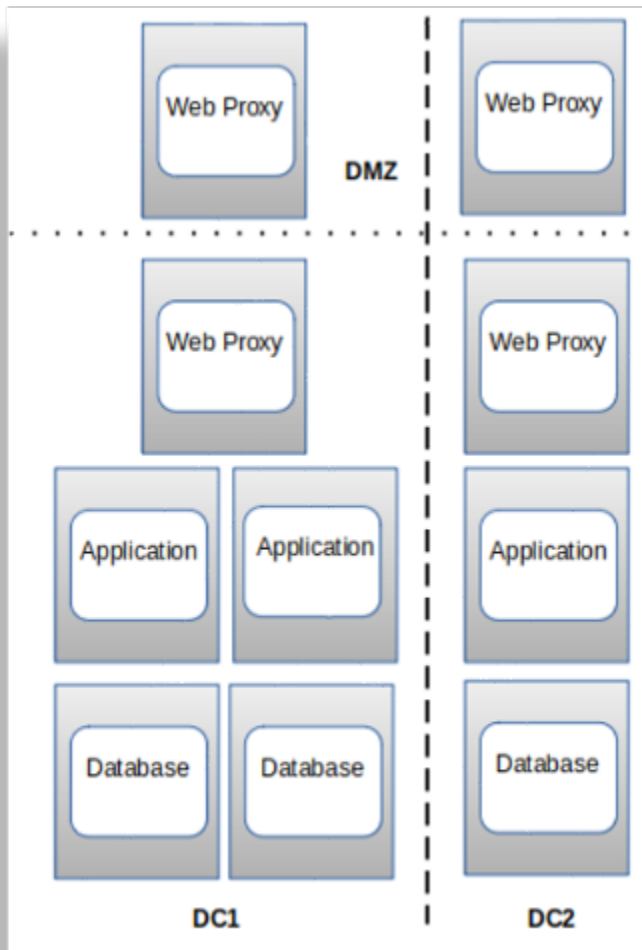 Web Proxy
Web Proxy
DMZ
Web Proxy
Web Proxy
Application
Application
Application
Database
Database
Database
DC1
DC2